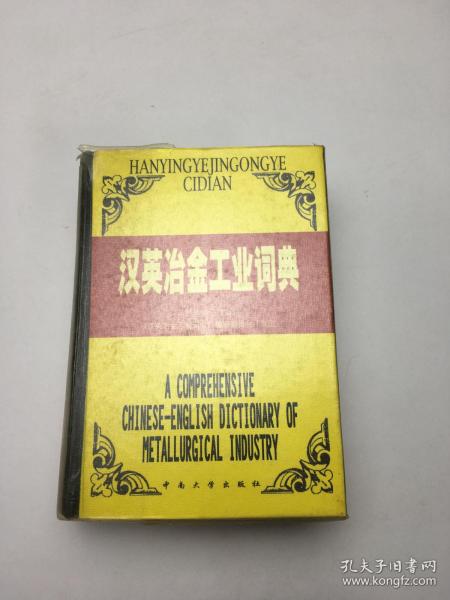 HANYINGYEJINGONGYE
CIDIAN
汉英冶金工业词典
A COMPREHENSIVE
CHINESE-ENGLISH DICTIONARY OF
METALLURGICAL INDUSTRY
中南大学出版社
孔夫子旧书网
www.kongfz.com